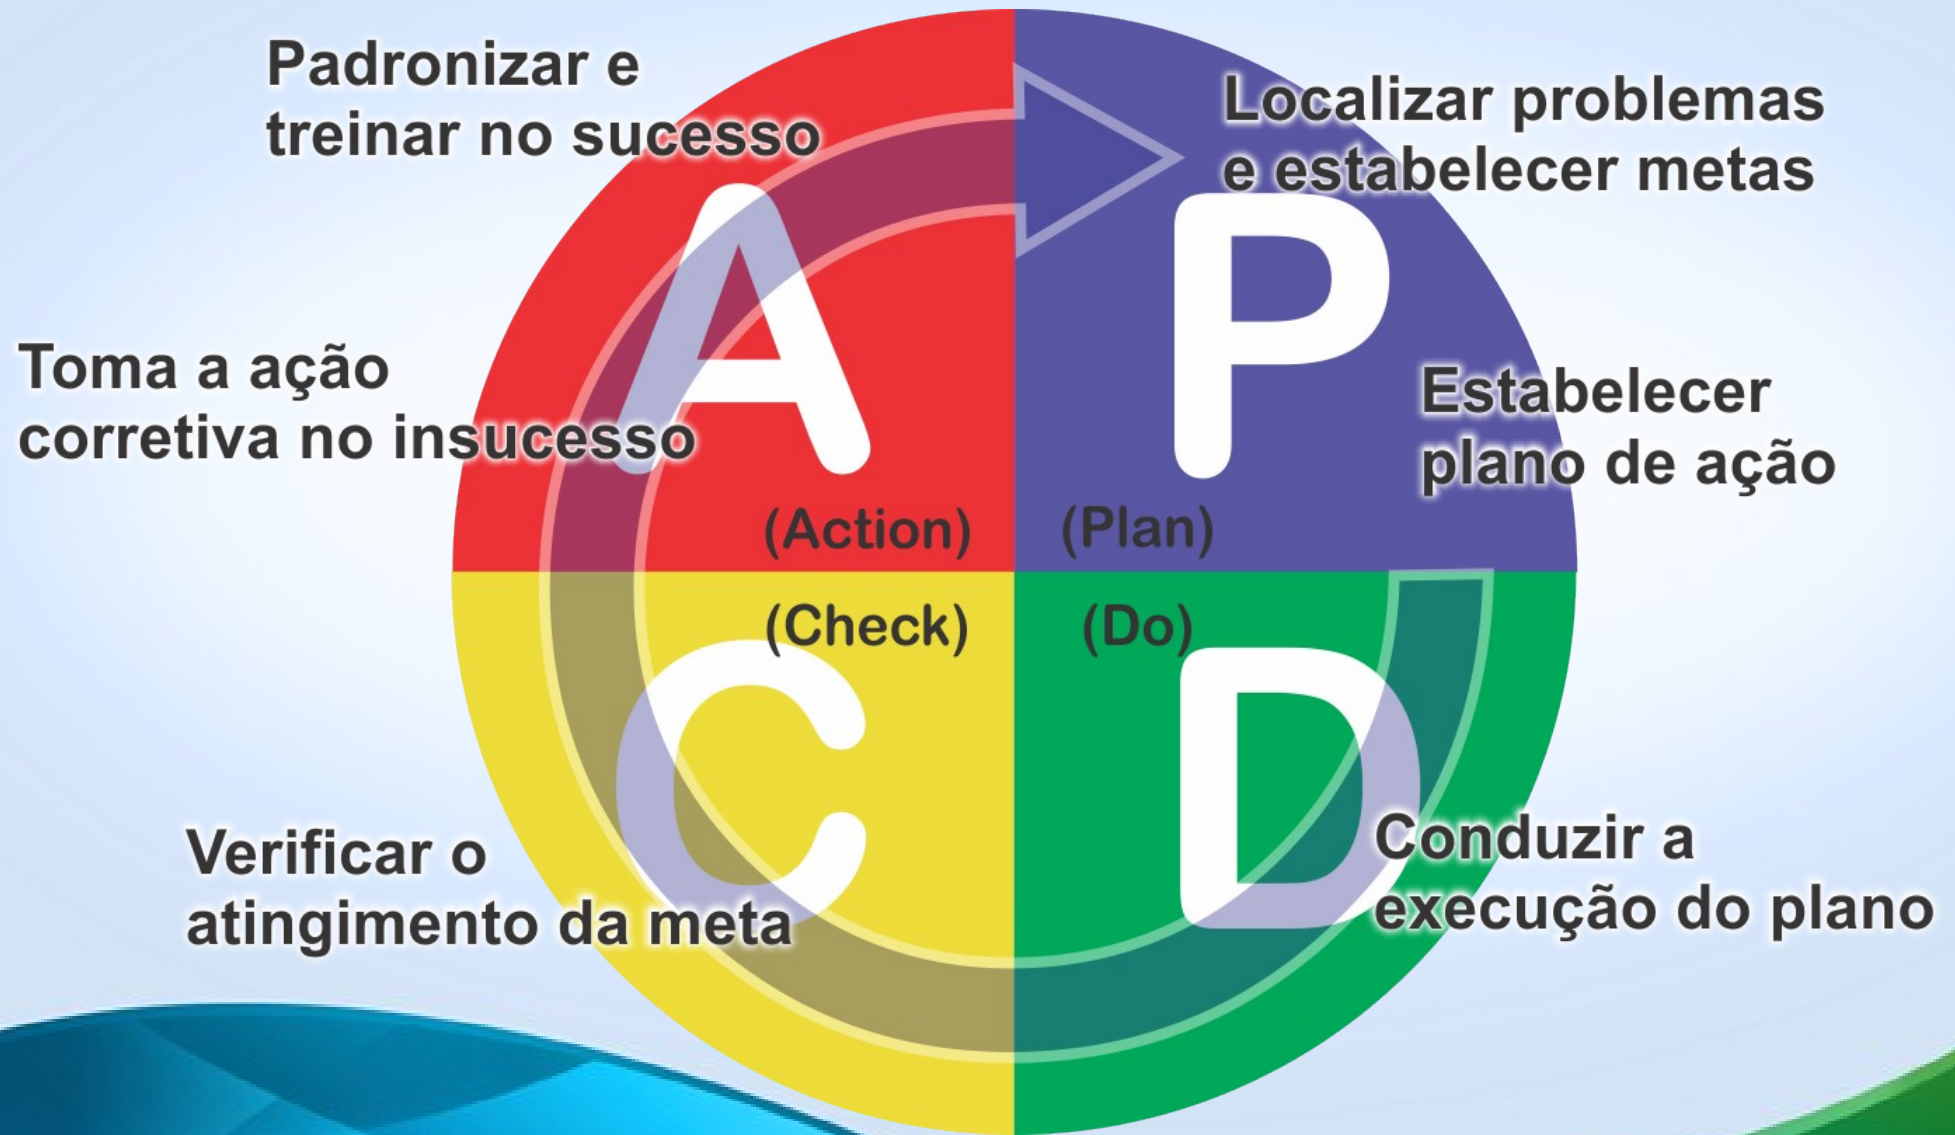 Padronizar e
treinar no sucesso
Localizar problemas
e estabelecer metas
A
P
Toma a ação
corretiva no insucesso
Estabelecer
plano de ação
(Action)
(Plan)
(Check)
(Do)
C
D
Verificar o
atingimento da meta
Conduzir a
execução do plano